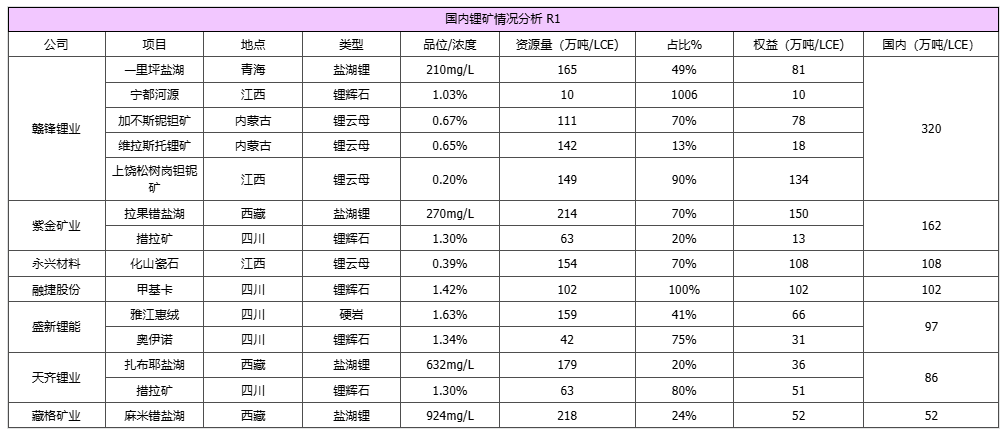 国内锂矿情况分析 R1
公司 项目 地点 类型 品位/浓度 资源量（万吨/LCE） 占比% 权益（万吨/LCE） 国内（万吨/LCE）
赣锋锂业 一里坪盐湖 青海 盐湖锂 210mg/L 165 49% 81 320
宁都河源 江西 锂辉石 1.03% 10 1006 10
加不斯铌钽矿 内蒙古 锂云母 0.67% 111 70% 78
维拉斯托锂矿 内蒙古 锂云母 0.65% 142 13% 18
上饶松树岗钽铌
矿 江西 锂云母 0.20% 149 90% 134
紫金矿业 拉果错盐湖 西藏 盐湖锂 270mg/L 214 70% 150 162
措拉矿 四川 锂辉石 1.30% 63 20% 13
永兴材料 化山瓷石 江西 锂云母 0.39% 154 70% 108 108
融捷股份 甲基卡 四川 锂辉石 1.42% 102 100% 102 102
盛新锂能 雅江惠绒 四川 硬岩 1.63% 159 41% 66 97
奥伊诺 四川 锂辉石 1.34% 42 75% 31
天齐锂业 扎布耶盐湖 西藏 盐湖锂 632mg/L 179 20% 36 86
措拉矿 四川 锂辉石 1.30% 63 80% 51
藏格矿业 麻米错盐湖 西藏 盐湖锂 924mg/L 218 24% 52 52